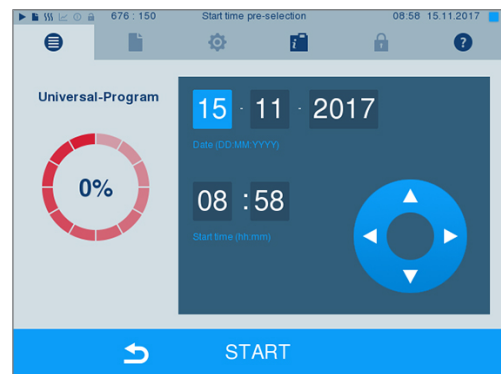 676 : 150 Start time pre-selection 08:58 15.11.2017
i ?
Universal-Program
0%
15 · 11 · 2017
Date (DD:MM:YYYY)
08 : 58
Start time (hh:mm)
START